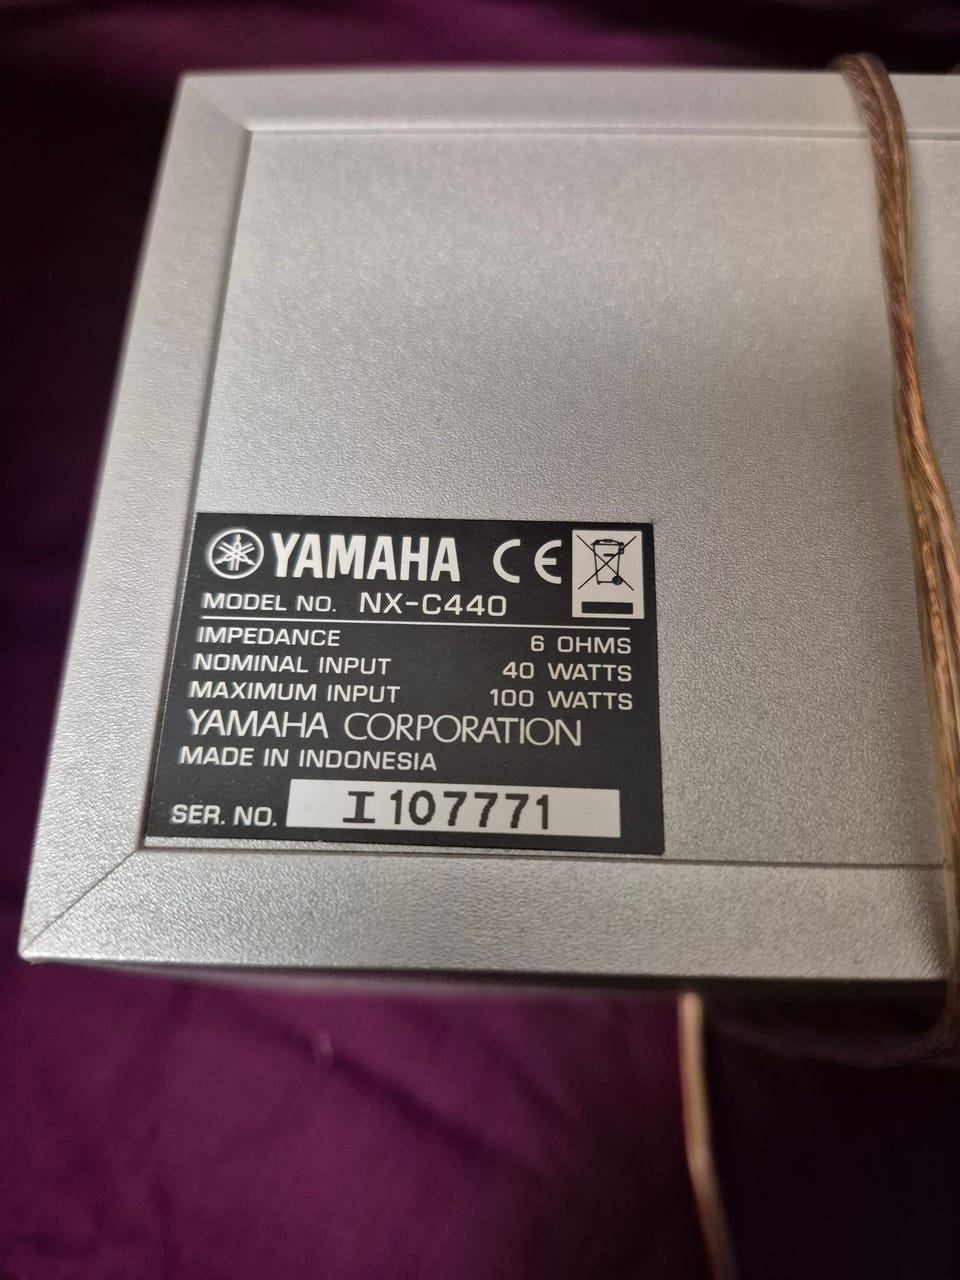 YAMAHA CE
MODEL NO. NX-C440
IMPEDANCE 6 OHMS
NOMINAL INPUT 40 WATTS
MAXIMUM INPUT 100 WATTS
YAMAHA CORPORATION
MADE IN INDONESIA
SER. NO. I107771